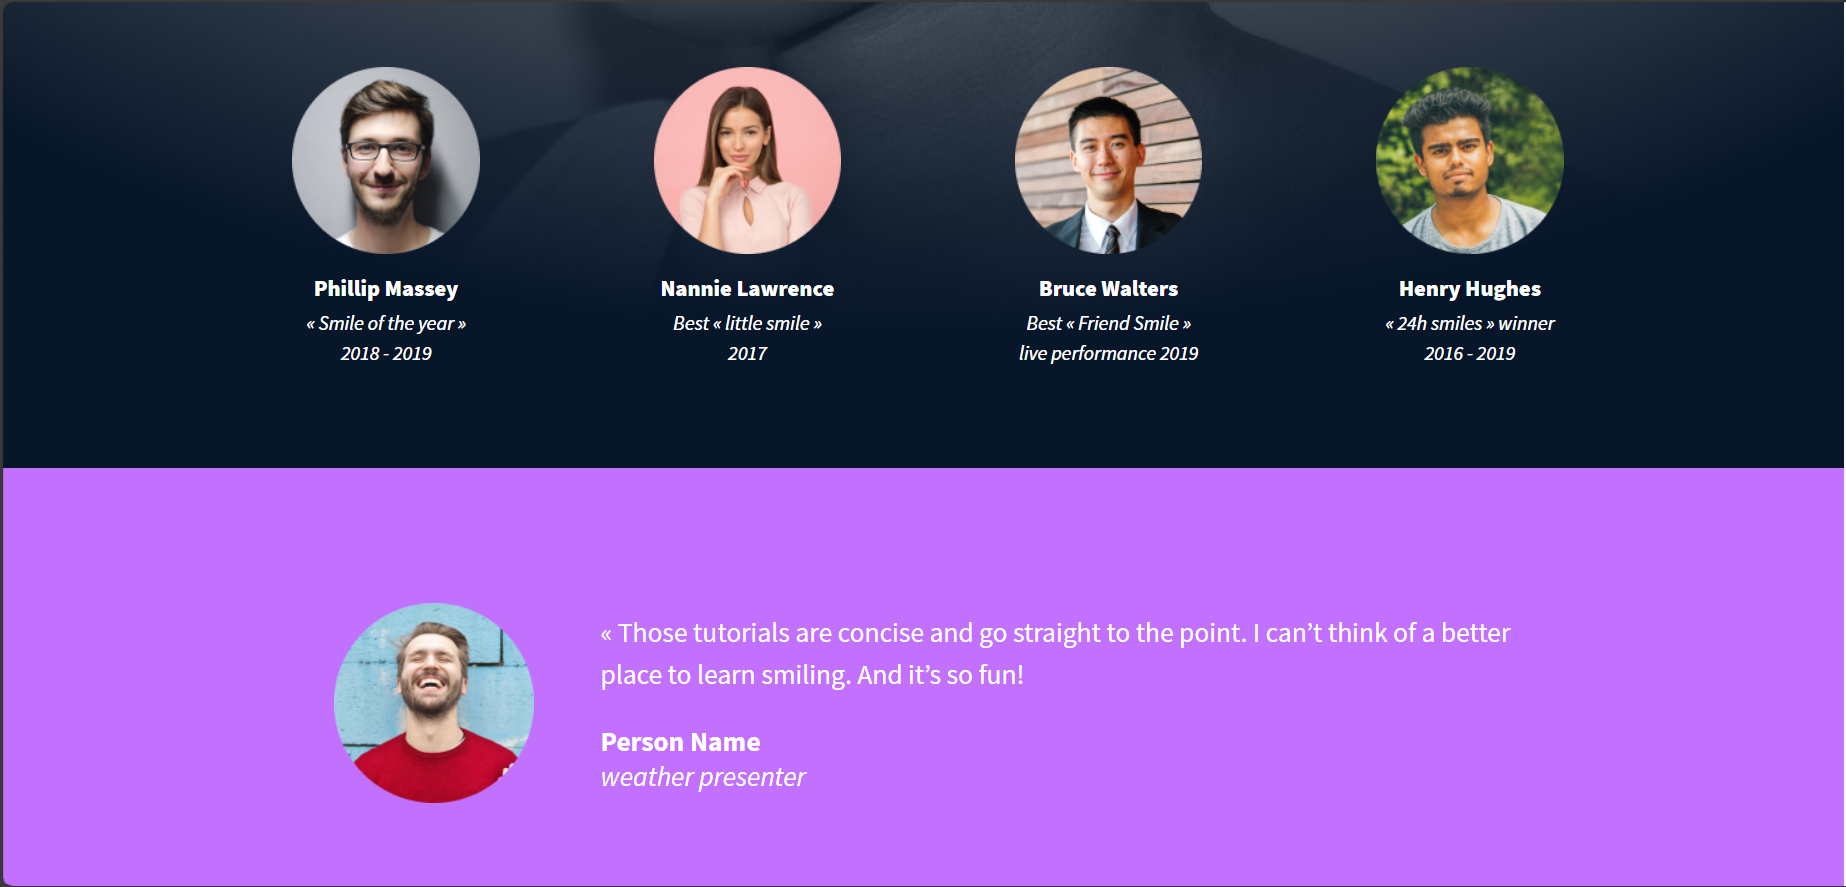 Phillip Massey
« Smile of the year »
2018 - 2019
Nannie Lawrence
Best « little smile »
2017
Bruce Walters
Best « Friend Smile »
live performance 2019
Henry Hughes
« 24h smiles » winner
2016 - 2019
« Those tutorials are concise and go straight to the point. I can’t think of a better
place to learn smiling. And it’s so fun!
Person Name
weather presenter